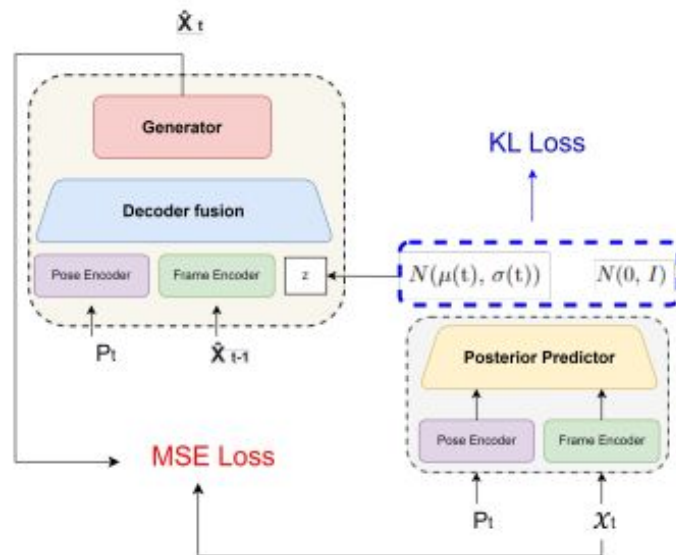 X̂ t
Generator
KL Loss
Decoder fusion
Pose Encoder
Frame Encoder
z
N(μ(t), σ(t))
N(0, I)
Pt
X̂ t-1
Posterior Predictor
Pose Encoder
Frame Encoder
MSE Loss
Pt
xt